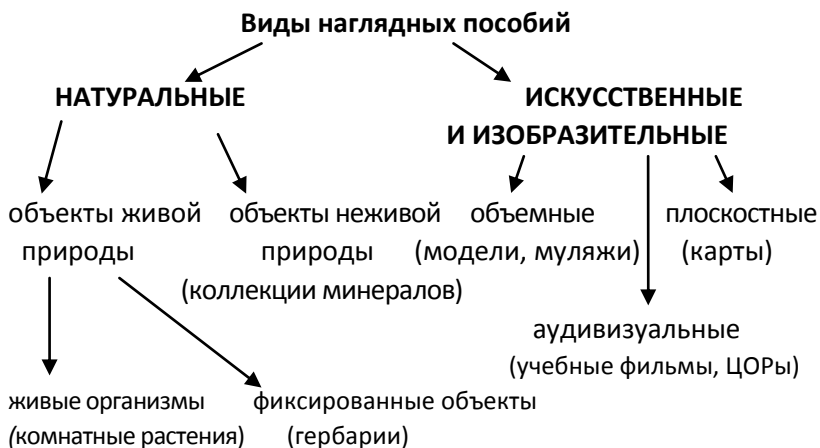 Виды наглядных пособий
НАТУРАЛЬНЫЕ
ИСКУССТВЕННЫЕ
И ИЗОБРАЗИТЕЛЬНЫЕ
объекты живой
природы
объекты неживой
природы
(коллекции минералов)
объемные
(модели, муляжи)
плоскостные
(карты)
аудивизуальные
(учебные фильмы, ЦОРы)
живые организмы
(комнатные растения)
фиксированные объекты
(гербарии)